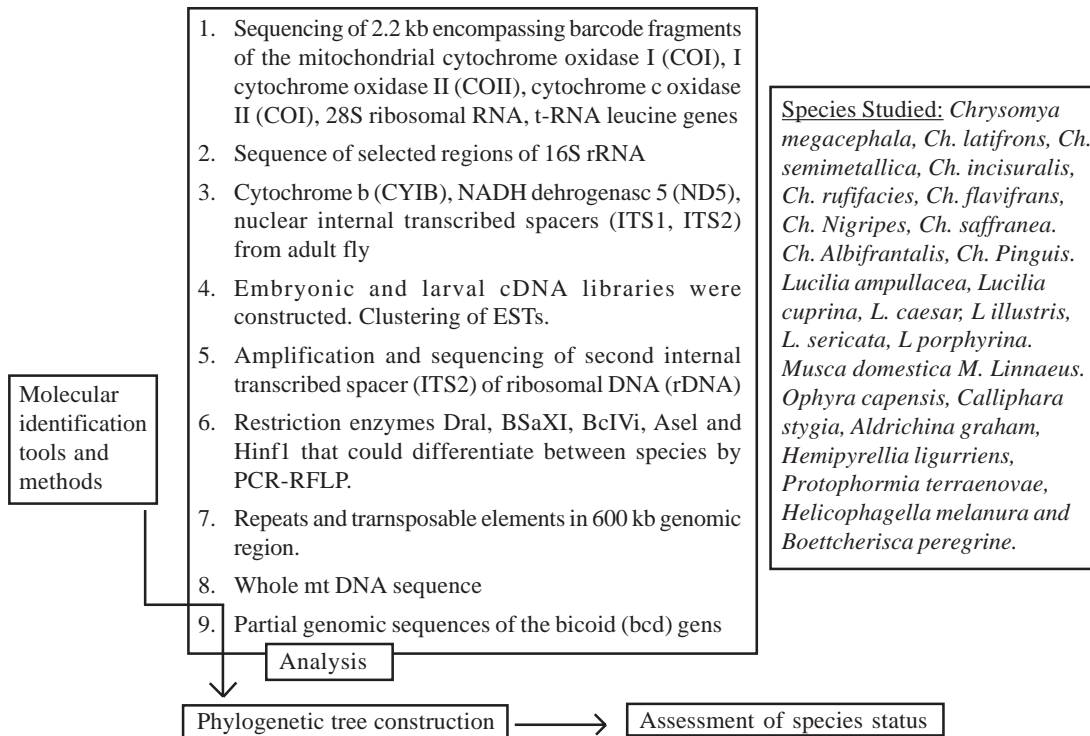 1. Sequencing of 2.2 kb encompassing barcode fragments
of the mitochondrial cytochrome oxidase I (COI), I
cytochrome oxidase II (COII), cytochrome c oxidase
II (COI), 28S ribosomal RNA, t-RNA leucine genes
2. Sequence of selected regions of 16S rRNA
3. Cytochrome b (CYIB), NADH dehrogenasc 5 (ND5),
nuclear internal transcribed spacers (ITS1, ITS2)
from adult fly
4. Embryonic and larval cDNA libraries were
constructed. Clustering of ESTs.
5. Amplification and sequencing of second internal
transcribed spacer (ITS2) of ribosomal DNA (rDNA)
6. Restriction enzymes Dral, BSaXI, BcIVi, Asel and
Hinf1 that could differentiate between species by
PCR-RFLP.
7. Repeats and trarnsposable elements in 600 kb genomic
region.
8. Whole mt DNA sequence
9. Partial genomic sequences of the bicoid (bcd) gens
Species Studied: Chrysomya
megacephala, Ch. latifrons, Ch.
semimetallica, Ch. incisuralis,
Ch. rufifacies, Ch. flavifrans,
Ch. Nigripes, Ch. saffranea.
Ch. Albifrantalis, Ch. Pinguis.
Lucilia ampullacea, Lucilia
cuprina, L. caesar, L illustris,
L. sericata, L porphyrina.
Musca domestica M. Linnaeus.
Ophyra capensis, Calliphara
stygia, Aldrichina graham,
Hemipyrellia ligurriens,
Protophormia terraenovae,
Helicophagella melanura and
Boettcherisca peregrine.
Molecular
identification
tools and
methods
Analysis
Phylogenetic tree construction
Assessment of species status